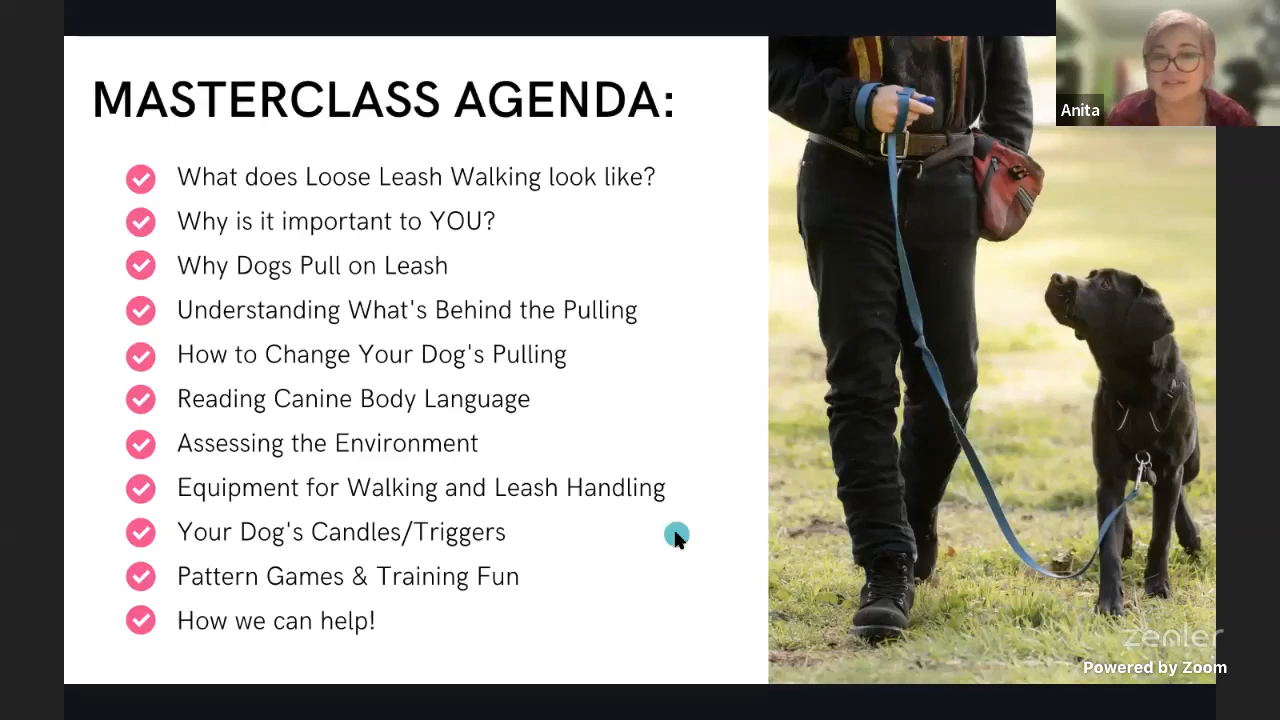 MASTERCLASS AGENDA:
What does Loose Leash Walking look like?
Why is it important to YOU?
Why Dogs Pull on Leash
Understanding What's Behind the Pulling
How to Change Your Dog's Pulling
Reading Canine Body Language
Assessing the Environment
Equipment for Walking and Leash Handling
Your Dog's Candles/Triggers
Pattern Games & Training Fun
How we can help!
Anita
zenler
Powered by Zoom